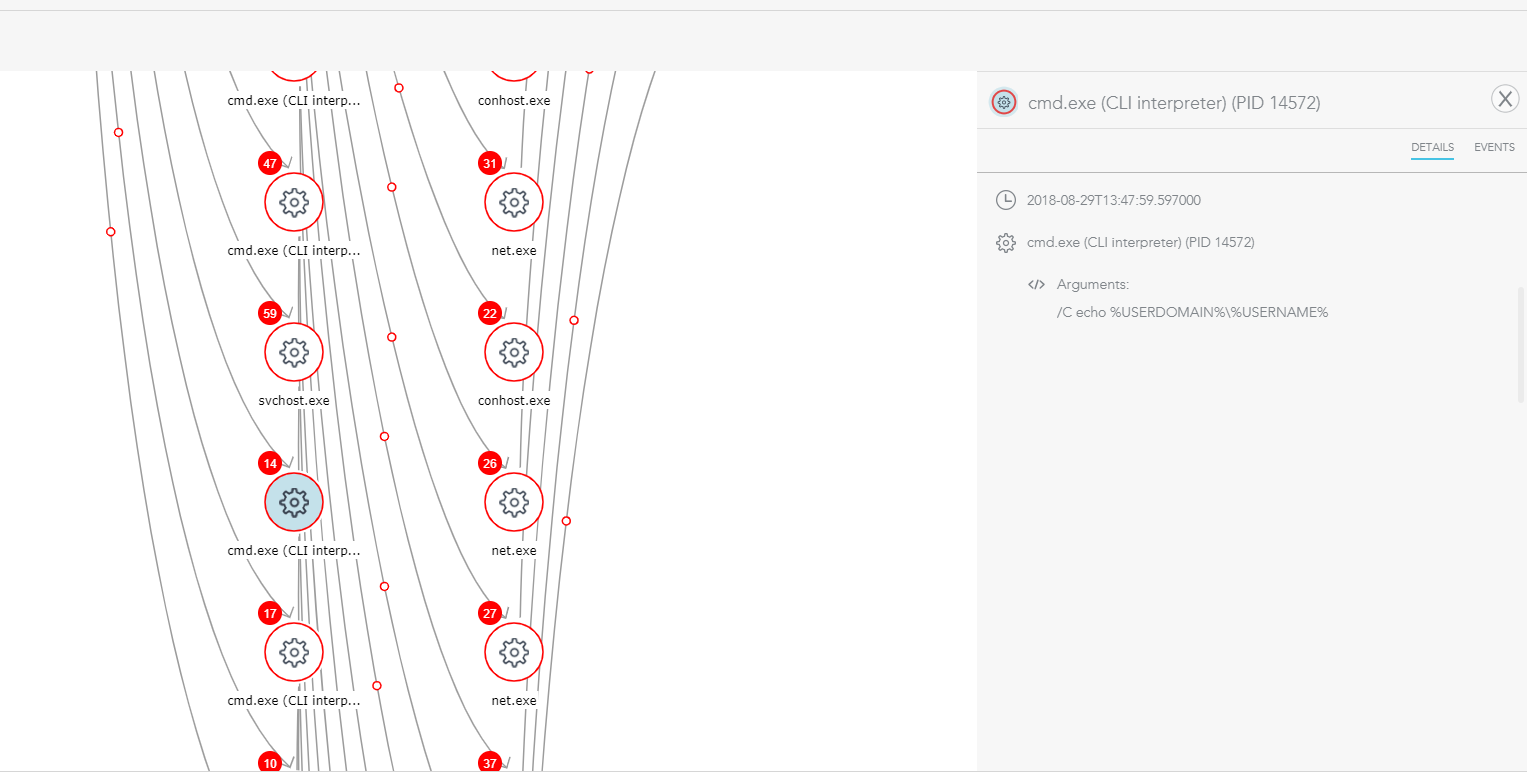 cmd.exe (CLI interp...
conhost.exe
47
31
cmd.exe (CLI interp...
net.exe
59
22
svchost.exe
conhost.exe
14
26
cmd.exe (CLI interp...
net.exe
17
27
cmd.exe (CLI interp...
net.exe
10
37
cmd.exe (CLI interpreter) (PID 14572)
X
DETAILS
EVENTS
2018-08-29T13:47:59.597000
cmd.exe (CLI interpreter) (PID 14572)
</> Arguments:
/C echo %USERDOMAIN%\%USERNAME%